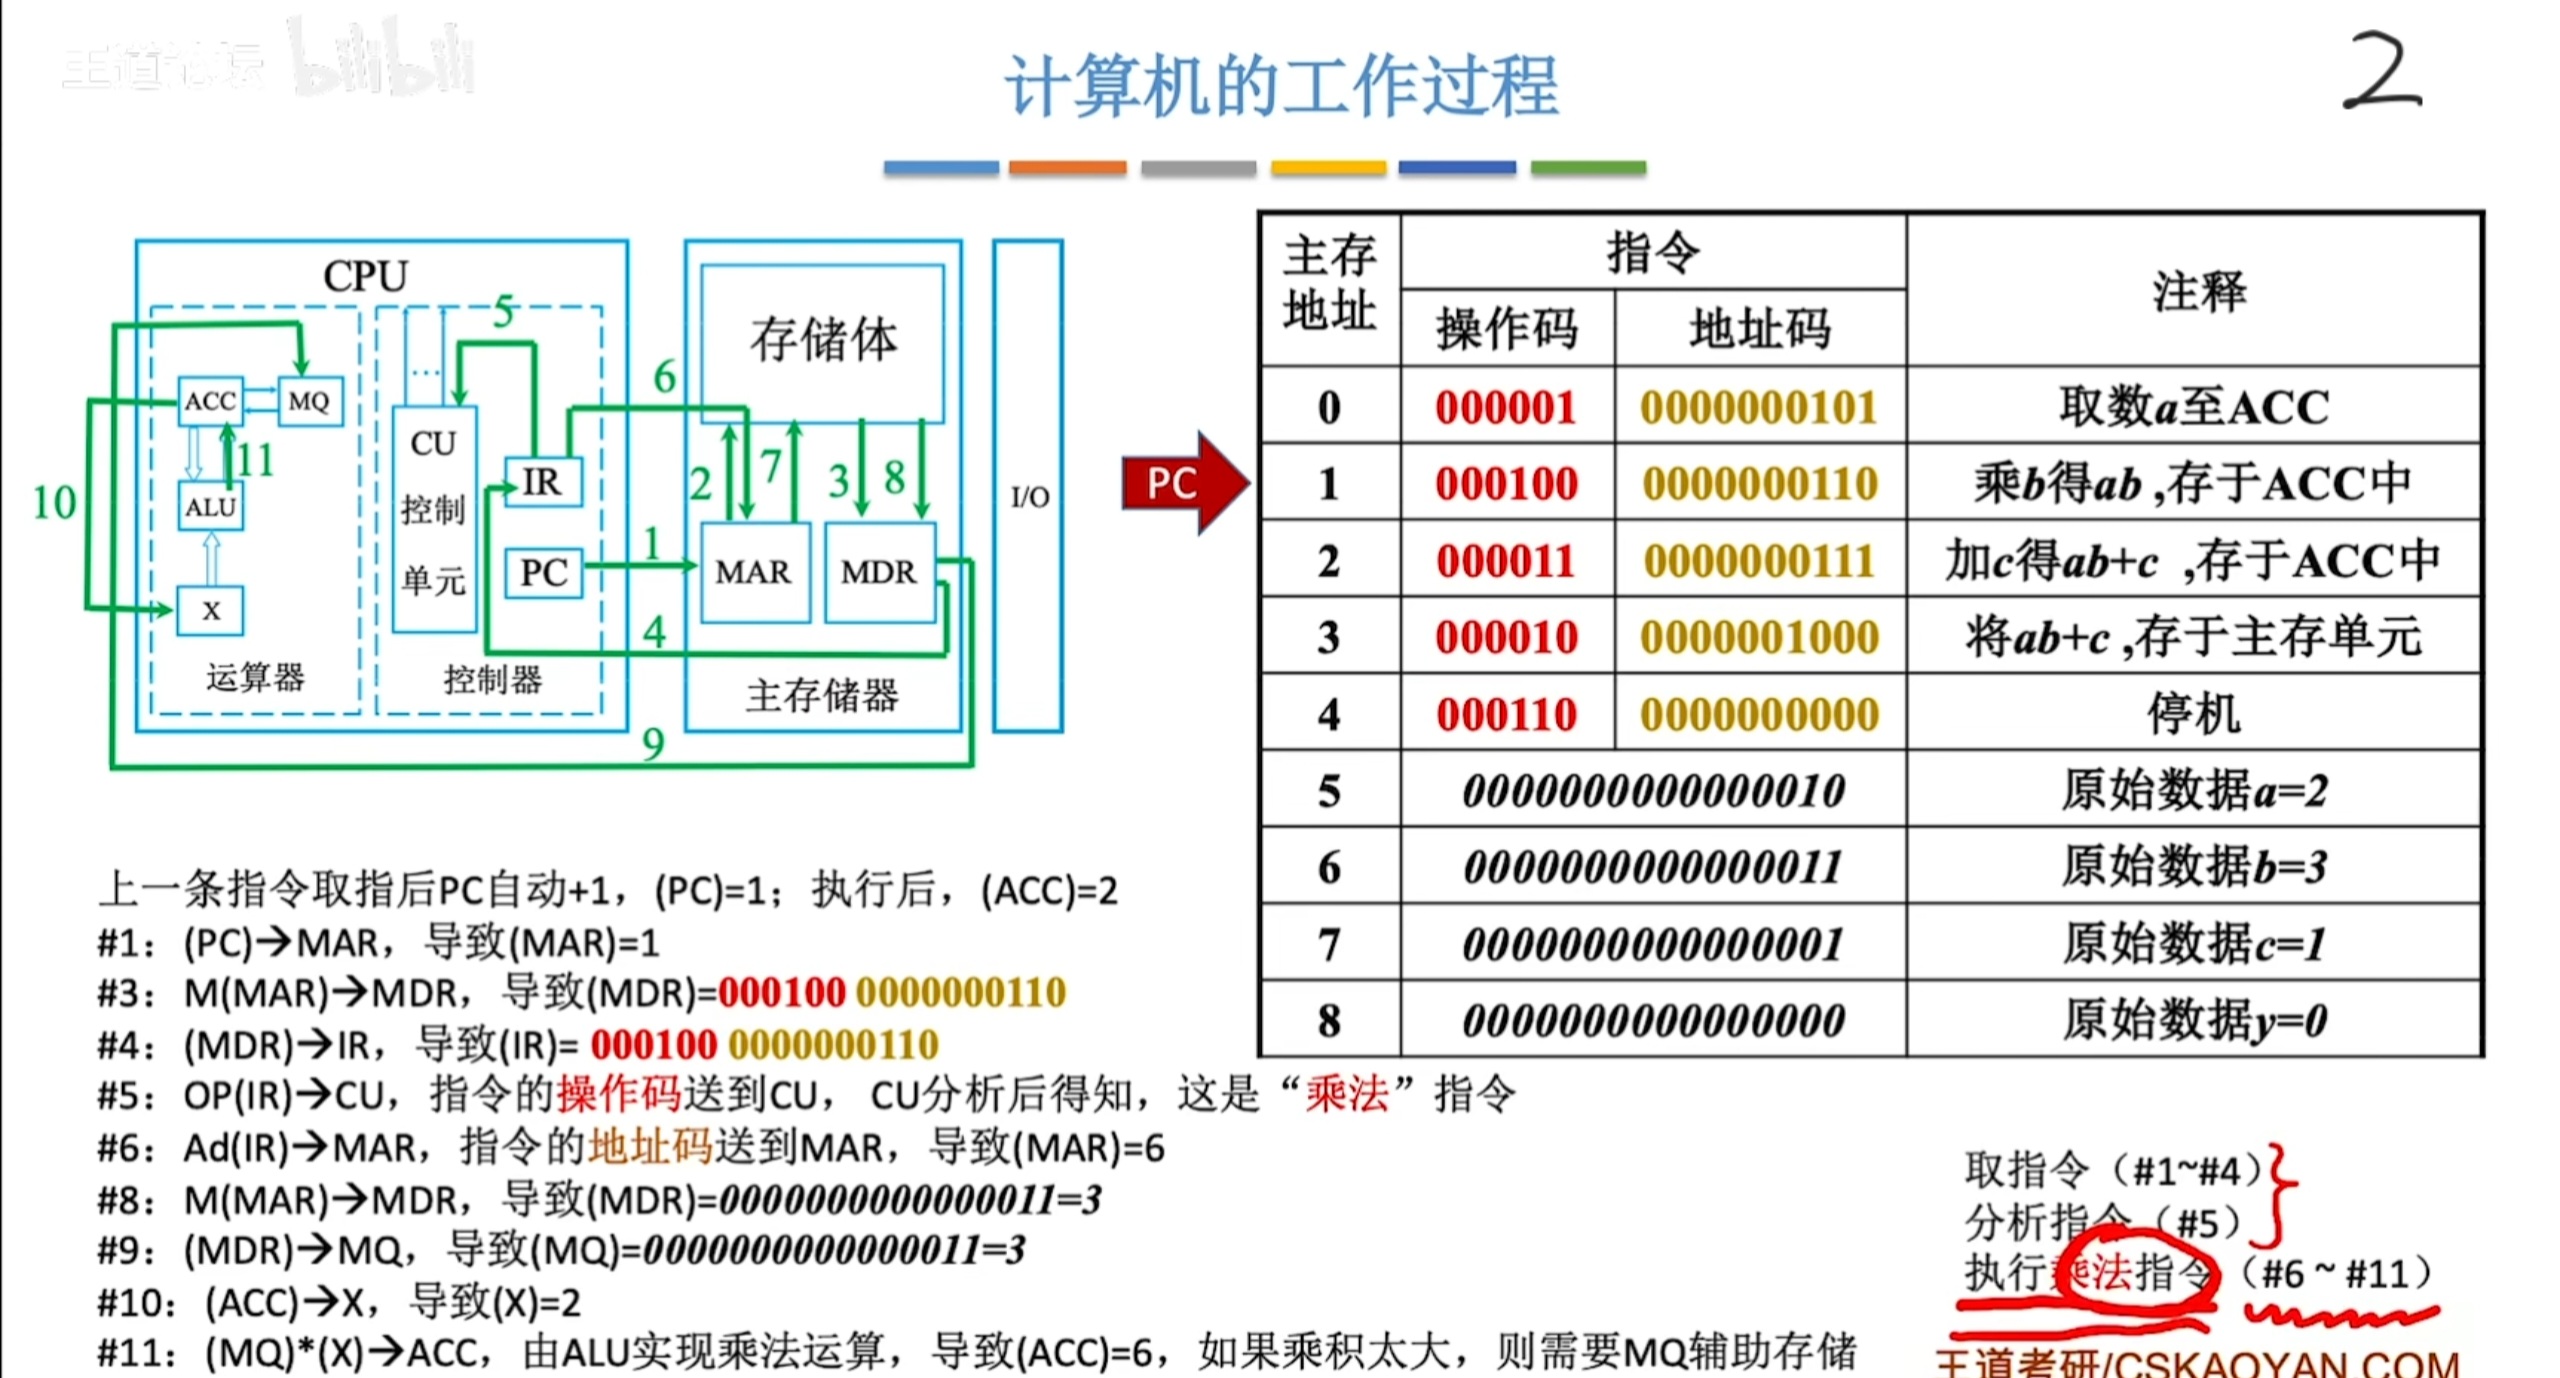 王道论坛 bilibili
计算机的工作过程
2
CPU
ACC
MQ
ALU
X
运算器
...
CU
控制
单元
IR
PC
控制器
存储体
MAR
MDR
主存储器
I/O
1
2
3
4
5
6
7
8
9
10
11
PC
主存地址 指令 注释
操作码 地址码
0 000001 0000000101 取数a至ACC
1 000100 0000000110 乘b得ab ,存于ACC中
2 000011 0000000111 加c得ab+c ,存于ACC中
3 000010 0000001000 将ab+c ,存于主存单元
4 000110 0000000000 停机
5 0000000000000010 原始数据a=2
6 0000000000000011 原始数据b=3
7 0000000000000001 原始数据c=1
8 0000000000000000 原始数据y=0
上一条指令取指后PC自动+1，(PC)=1；执行后，(ACC)=2
#1：(PC)→MAR，导致(MAR)=1
#3：M(MAR)→MDR，导致(MDR)=000100 0000000110
#4：(MDR)→IR，导致(IR)= 000100 0000000110
#5：OP(IR)→CU，指令的操作码送到CU， CU分析后得知，这是“乘法”指令
#6：Ad(IR)→MAR，指令的地址码送到MAR，导致(MAR)=6
#8：M(MAR)→MDR，导致(MDR)=0000000000000011=3
#9：(MDR)→MQ，导致(MQ)=0000000000000011=3
#10：(ACC)→X，导致(X)=2
#11：(MQ)*(X)→ACC，由ALU实现乘法运算，导致(ACC)=6，如果乘积太大，则需要MQ辅助存储
取指令（#1~#4）
分析指令（#5）
执行乘法指令（#6 ~ #11）
王道考研/CSKAOYAN.COM